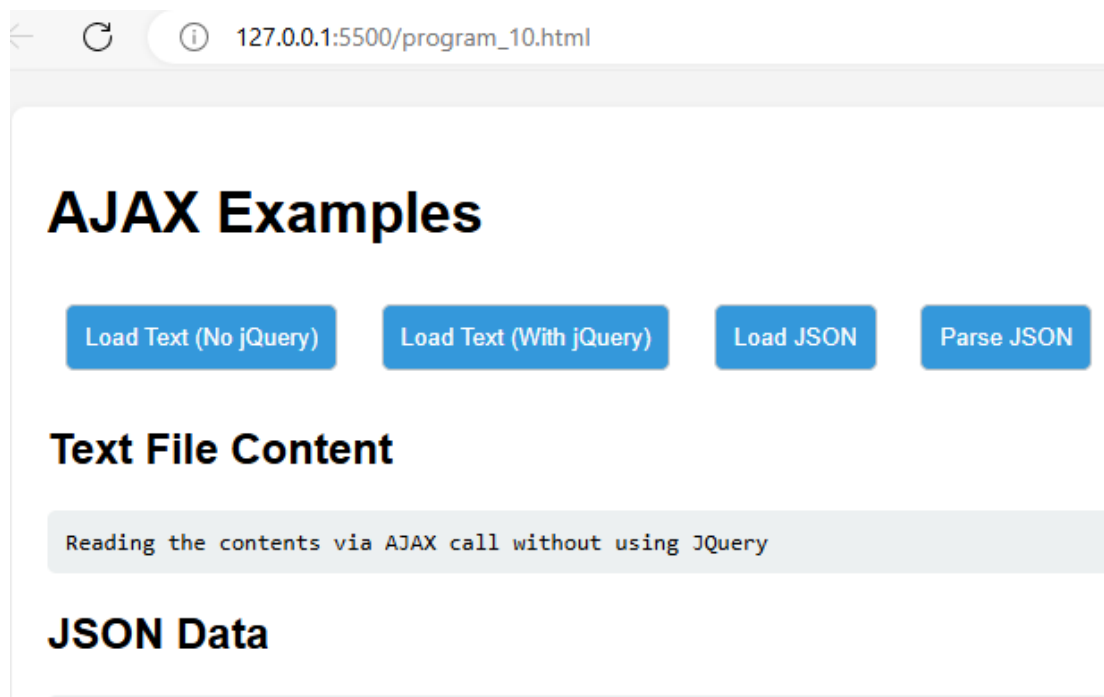 127.0.0.1:5500/program_10.html
AJAX Examples
Load Text (No jQuery) Load Text (With jQuery) Load JSON Parse JSON
Text File Content
Reading the contents via AJAX call without using JQuery
JSON Data